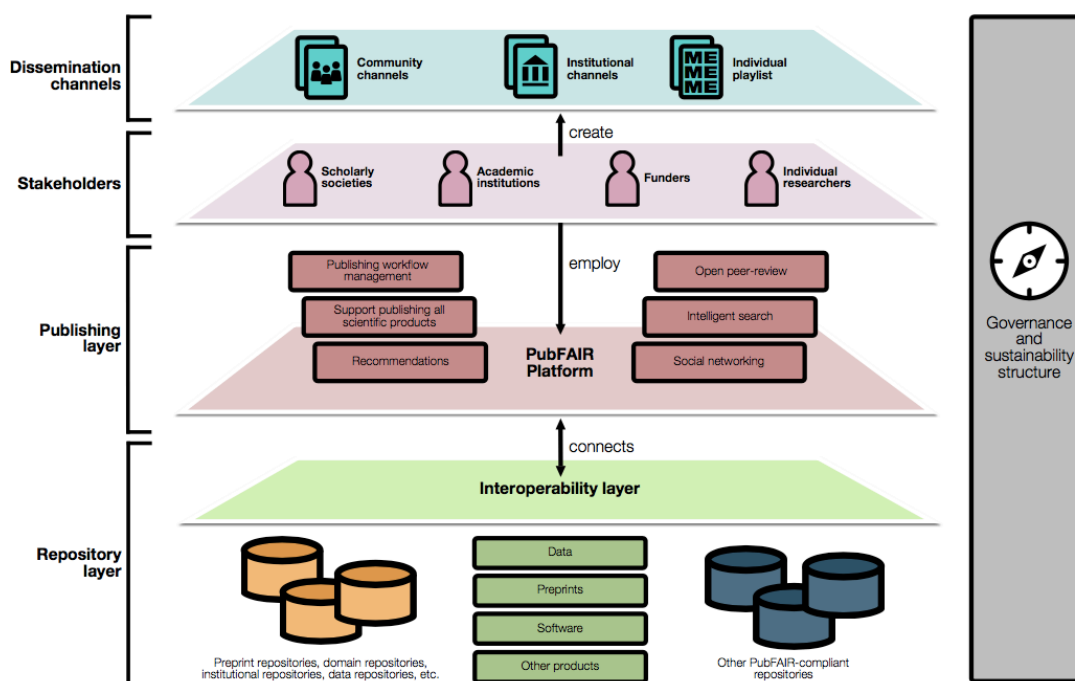 Dissemination
channels
Community
channels
Institutional
channels
ME
ME
ME
Individual
playlist
create
Stakeholders
Scholarly
societies
Academic
institutions
Funders
Individual
researchers
employ
Publishing
layer
Publishing workflow
management
Support publishing all
scientific products
Recommendations
PubFAIR
Platform
Open peer-review
Intelligent search
Social networking
connects
Repository
layer
Interoperability layer
Preprint repositories, domain repositories,
institutional repositories, data repositories, etc.
Data
Preprints
Software
Other products
Other PubFAIR-compliant
repositories
Governance
and
sustainability
structure